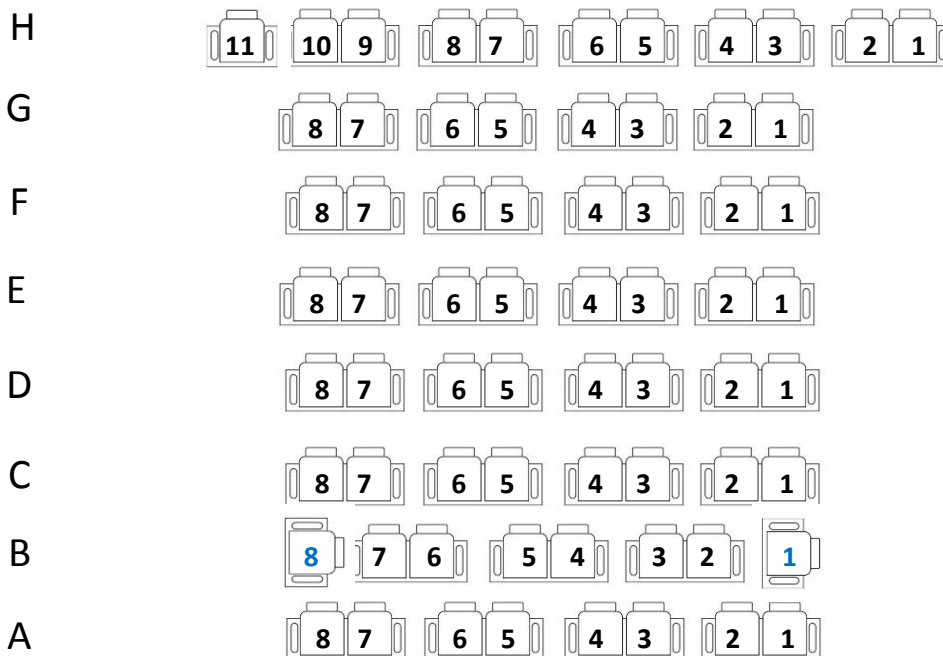 H 11 10 9 8 7 6 5 4 3 2 1
G 8 7 6 5 4 3 2 1
F 8 7 6 5 4 3 2 1
E 8 7 6 5 4 3 2 1
D 8 7 6 5 4 3 2 1
C 8 7 6 5 4 3 2 1
B 8 7 6 5 4 3 2 1
A 8 7 6 5 4 3 2 1